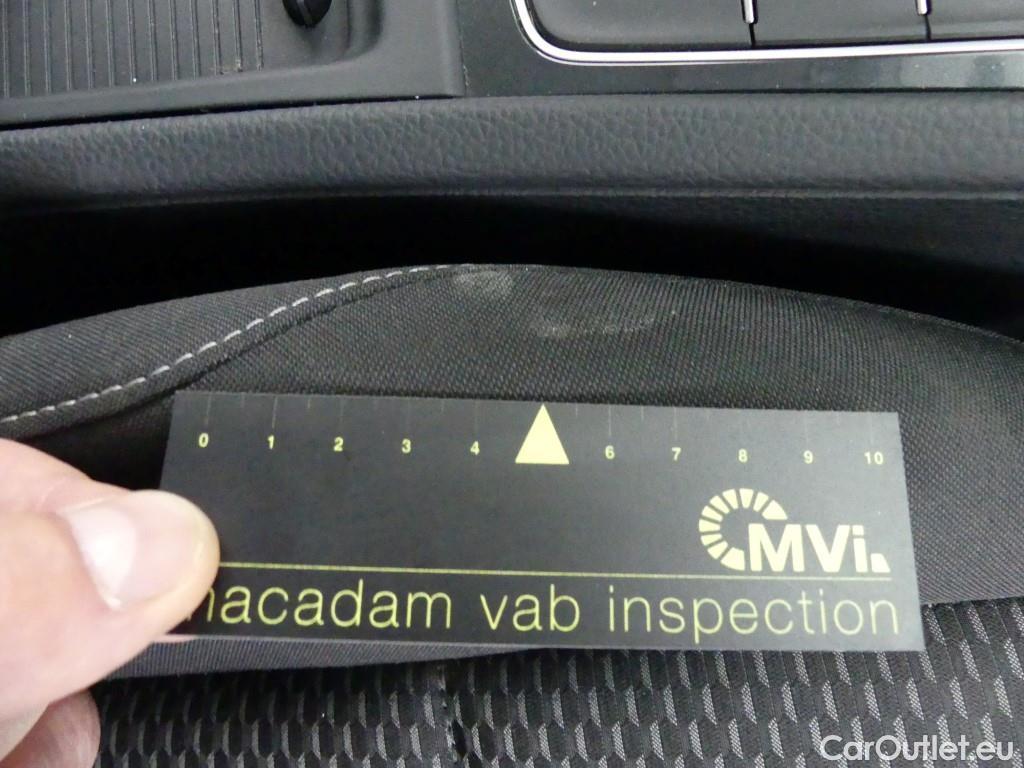 0 1 2 3 4 6 7 8 9 10
MVi
macadam vab inspection
CarOutlet.eu